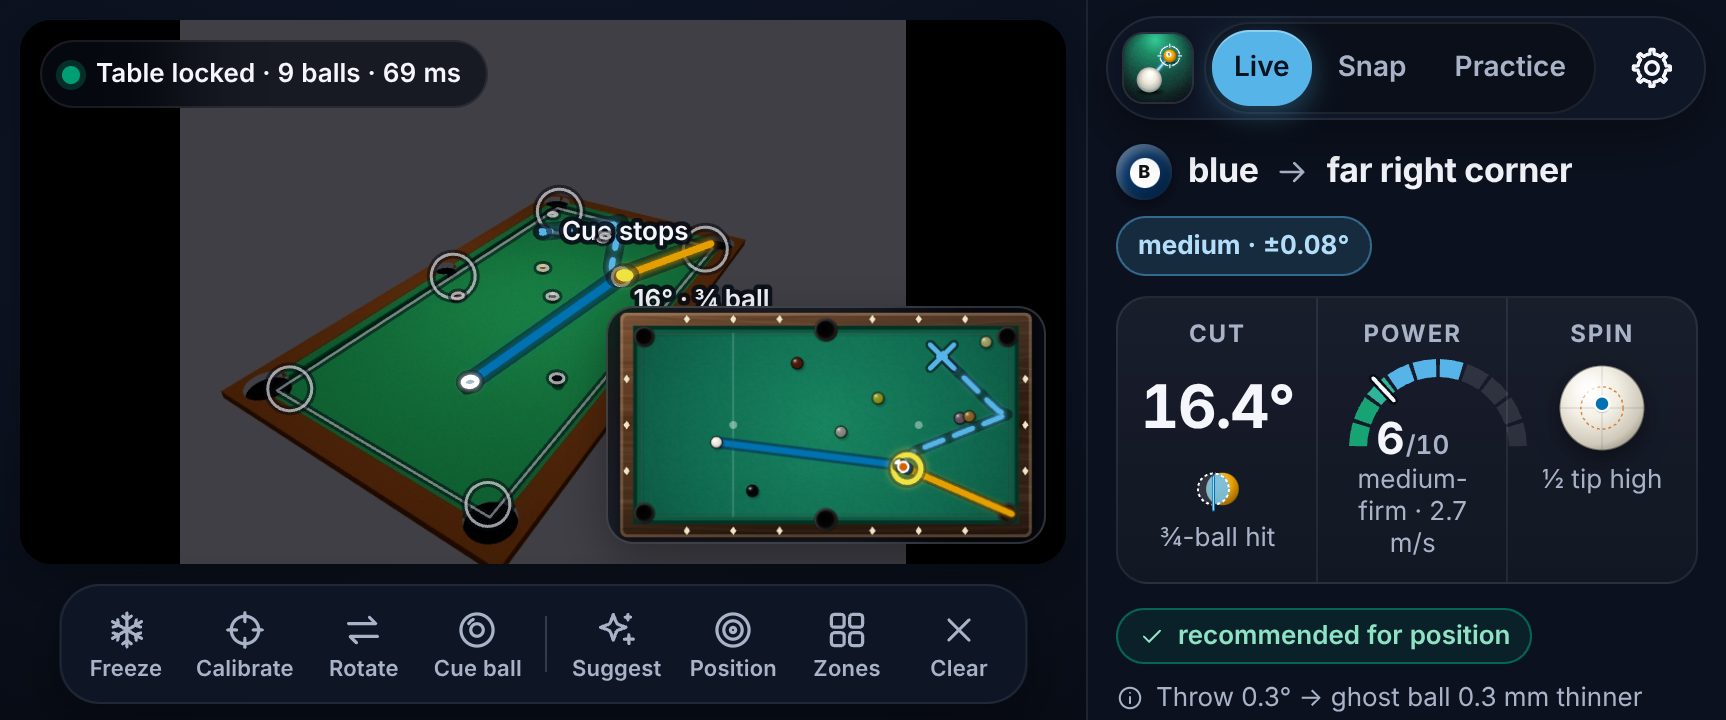 Table locked · 9 balls · 69 ms
Cue stops
16° · ¾ ball
Freeze
Calibrate
Rotate
Cue ball
Suggest
Position
Zones
Clear
Live
Snap
Practice
B
blue → far right corner
medium · ±0.08°
CUT
16.4°
¾-ball hit
POWER
6/10
medium-
firm · 2.7
m/s
SPIN
½ tip high
✓ recommended for position
Throw 0.3° → ghost ball 0.3 mm thinner